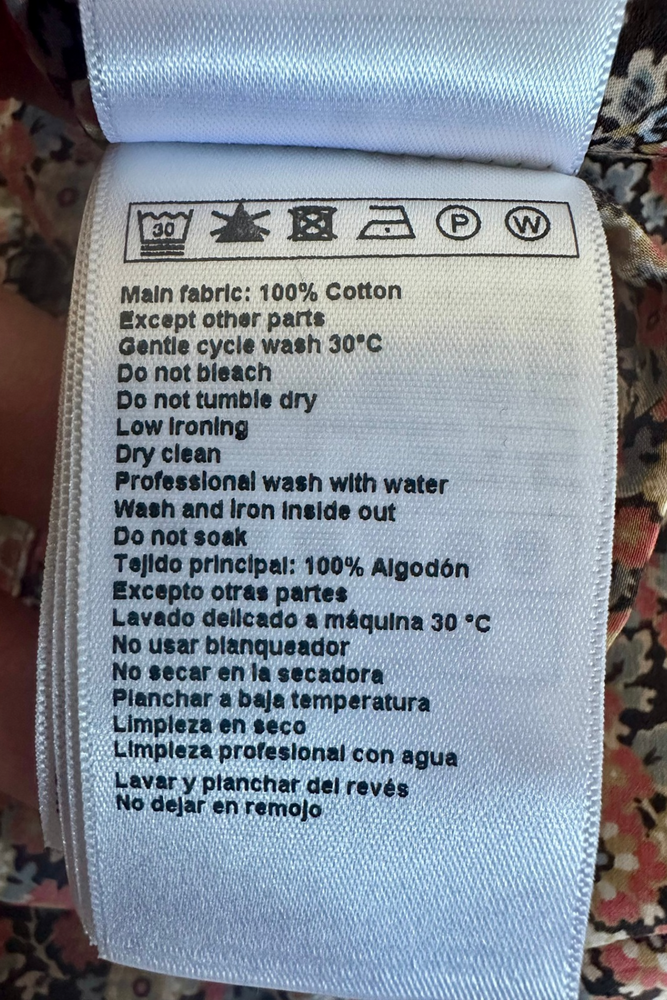 30 P W
Main fabric: 100% Cotton
Except other parts
Gentle cycle wash 30°C
Do not bleach
Do not tumble dry
Low ironing
Dry clean
Professional wash with water
Wash and iron inside out
Do not soak
Tejido principal: 100% Algodón
Excepto otras partes
Lavado delicado a máquina 30 °C
No usar blanqueador
No secar en la secadora
Planchar a baja temperatura
Limpieza en seco
Limpieza profesional con agua
Lavar y planchar del revés
No dejar en remojo